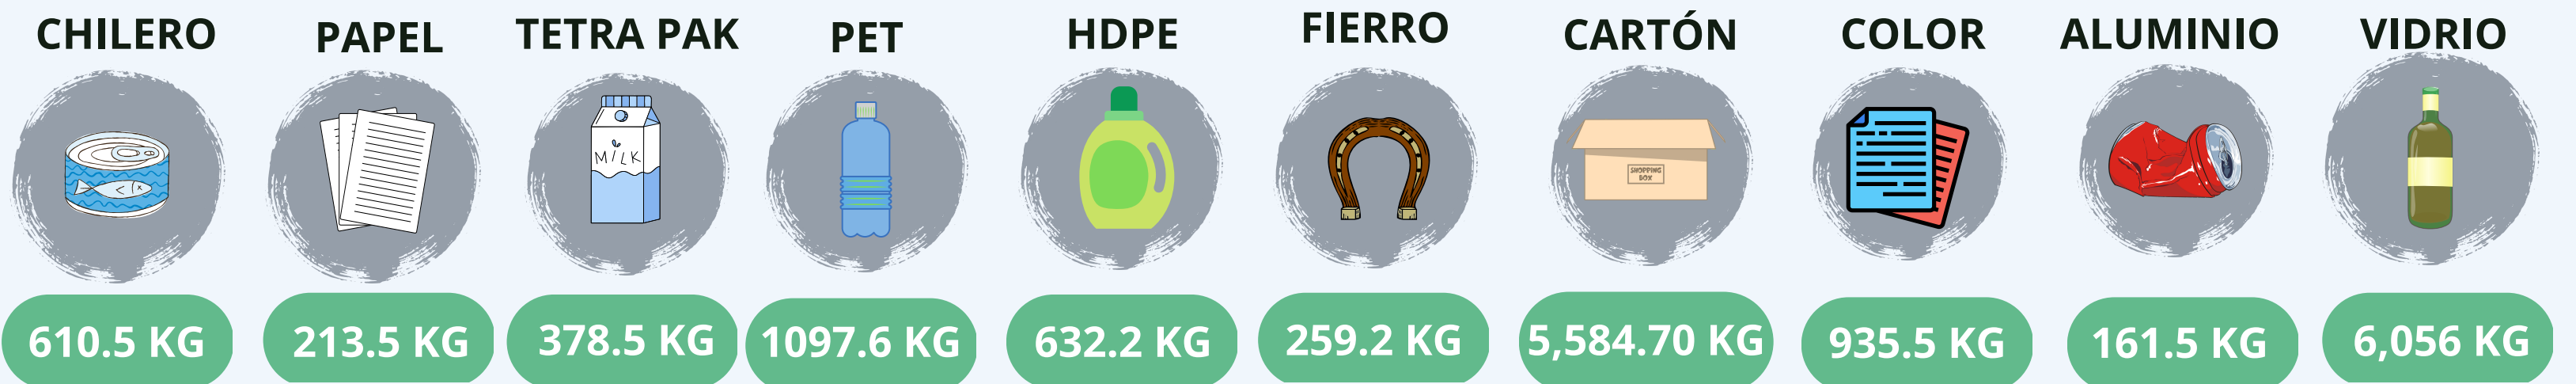 CHILERO
PAPEL
TETRA PAK
PET
HDPE
FIERRO
CARTÓN
COLOR
ALUMINIO
VIDRIO
MILK
SHOPPING
BOX
610.5 KG
213.5 KG
378.5 KG
1097.6 KG
632.2 KG
259.2 KG
5,584.70 KG
935.5 KG
161.5 KG
6,056 KG